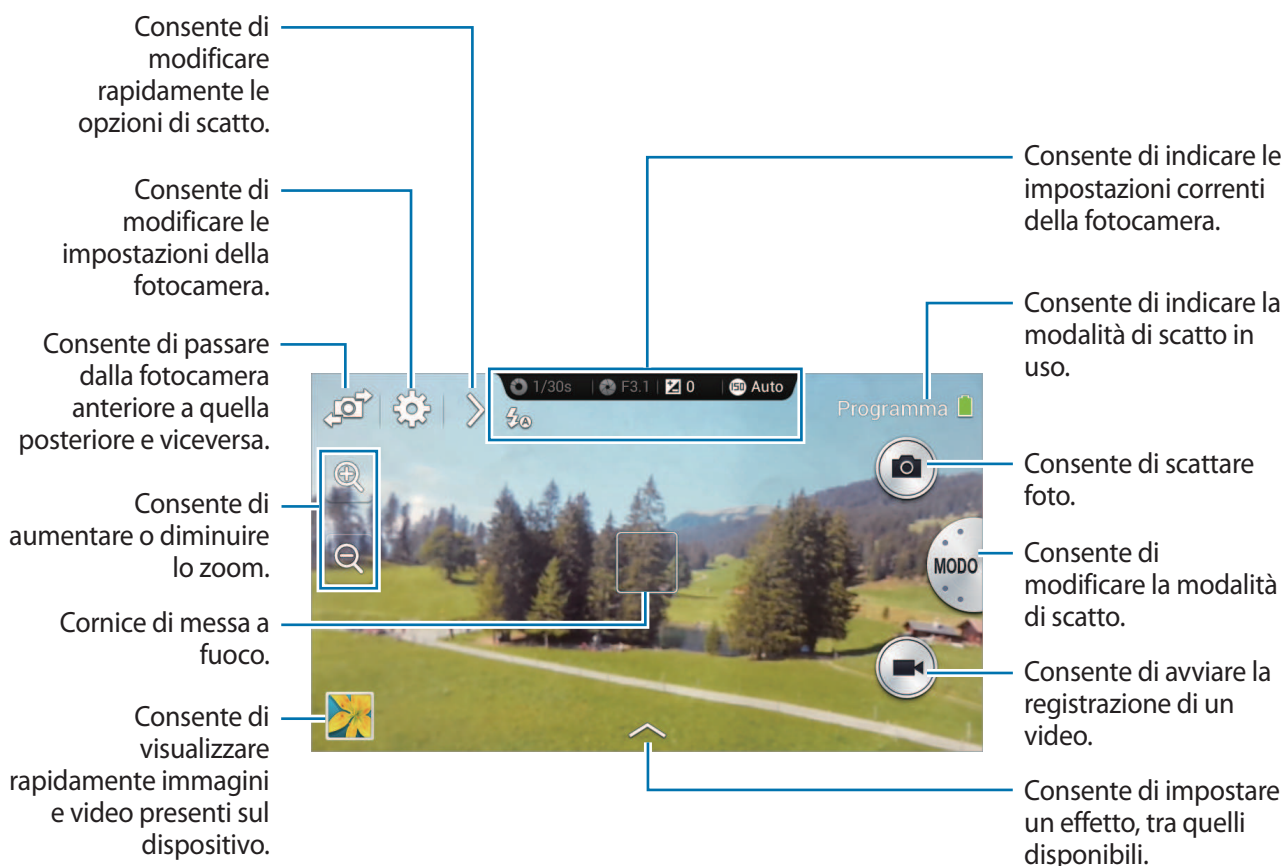 Consente di
modificare
rapidamente le
opzioni di scatto.
Consente di
modificare le
impostazioni della
fotocamera.
Consente di passare
dalla fotocamera
anteriore a quella
posteriore e viceversa.
Consente di
aumentare o diminuire
lo zoom.
Cornice di messa a
fuoco.
Consente di
visualizzare
rapidamente immagini
e video presenti sul
dispositivo.
1/30s F3.1 0 ISO Auto
A
Programma
MODO
Consente di indicare le
impostazioni correnti
della fotocamera.
Consente di indicare la
modalità di scatto in
uso.
Consente di scattare
foto.
Consente di
modificare la modalità
di scatto.
Consente di avviare la
registrazione di un
video.
Consente di impostare
un effetto, tra quelli
disponibili.